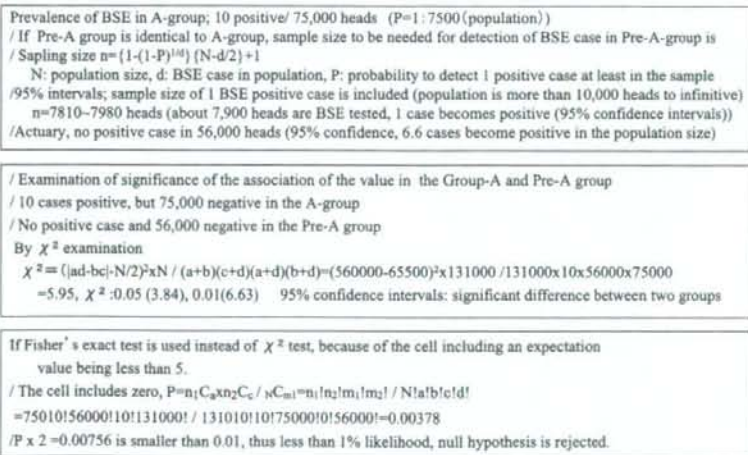 Prevalence of BSE in A-group; 10 positive/ 75,000 heads (P=1:7500(population))
/ If Pre-A group is identical to A-group, sample size to be needed for detection of BSE case in Pre-A-group is
/ Sapling size n={1-(1-P)^{1/d}} {N-d/2}+1
N: population size, d: BSE case in population, P: probability to detect 1 positive case at least in the sample
/95% intervals; sample size of 1 BSE positive case is included (population is more than 10,000 heads to infinitive)
n=7810~7980 heads (about 7,900 heads are BSE tested, 1 case becomes positive (95% confidence intervals))
/Actuary, no positive case in 56,000 heads (95% confidence, 6.6 cases become positive in the population size)
/ Examination of significance of the association of the value in the Group-A and Pre-A group
/ 10 cases positive, but 75,000 negative in the A-group
/ No positive case and 56,000 negative in the Pre-A group
By χ² examination
χ²=(|ad-bc|-N/2)²xN / (a+b)(c+d)(a+d)(b+d)=(560000-65500)²x131000 /131000x10x56000x75000
=5.95, χ²:0.05 (3.84), 0.01(6.63) 95% confidence intervals: significant difference between two groups
If Fisher's exact test is used instead of χ² test, because of the cell including an expectation
value being less than 5.
/ The cell includes zero, P=n₁Cₐxn₂C꜀ / NCm1=n₁!n₂!m₁!m₂! / N!a!b!c!d!
=75010!56000!10!131000! / 131010!10!75000!0!56000!=0.00378
/P x 2 =0.00756 is smaller than 0.01, thus less than 1% likelihood, null hypothesis is rejected.